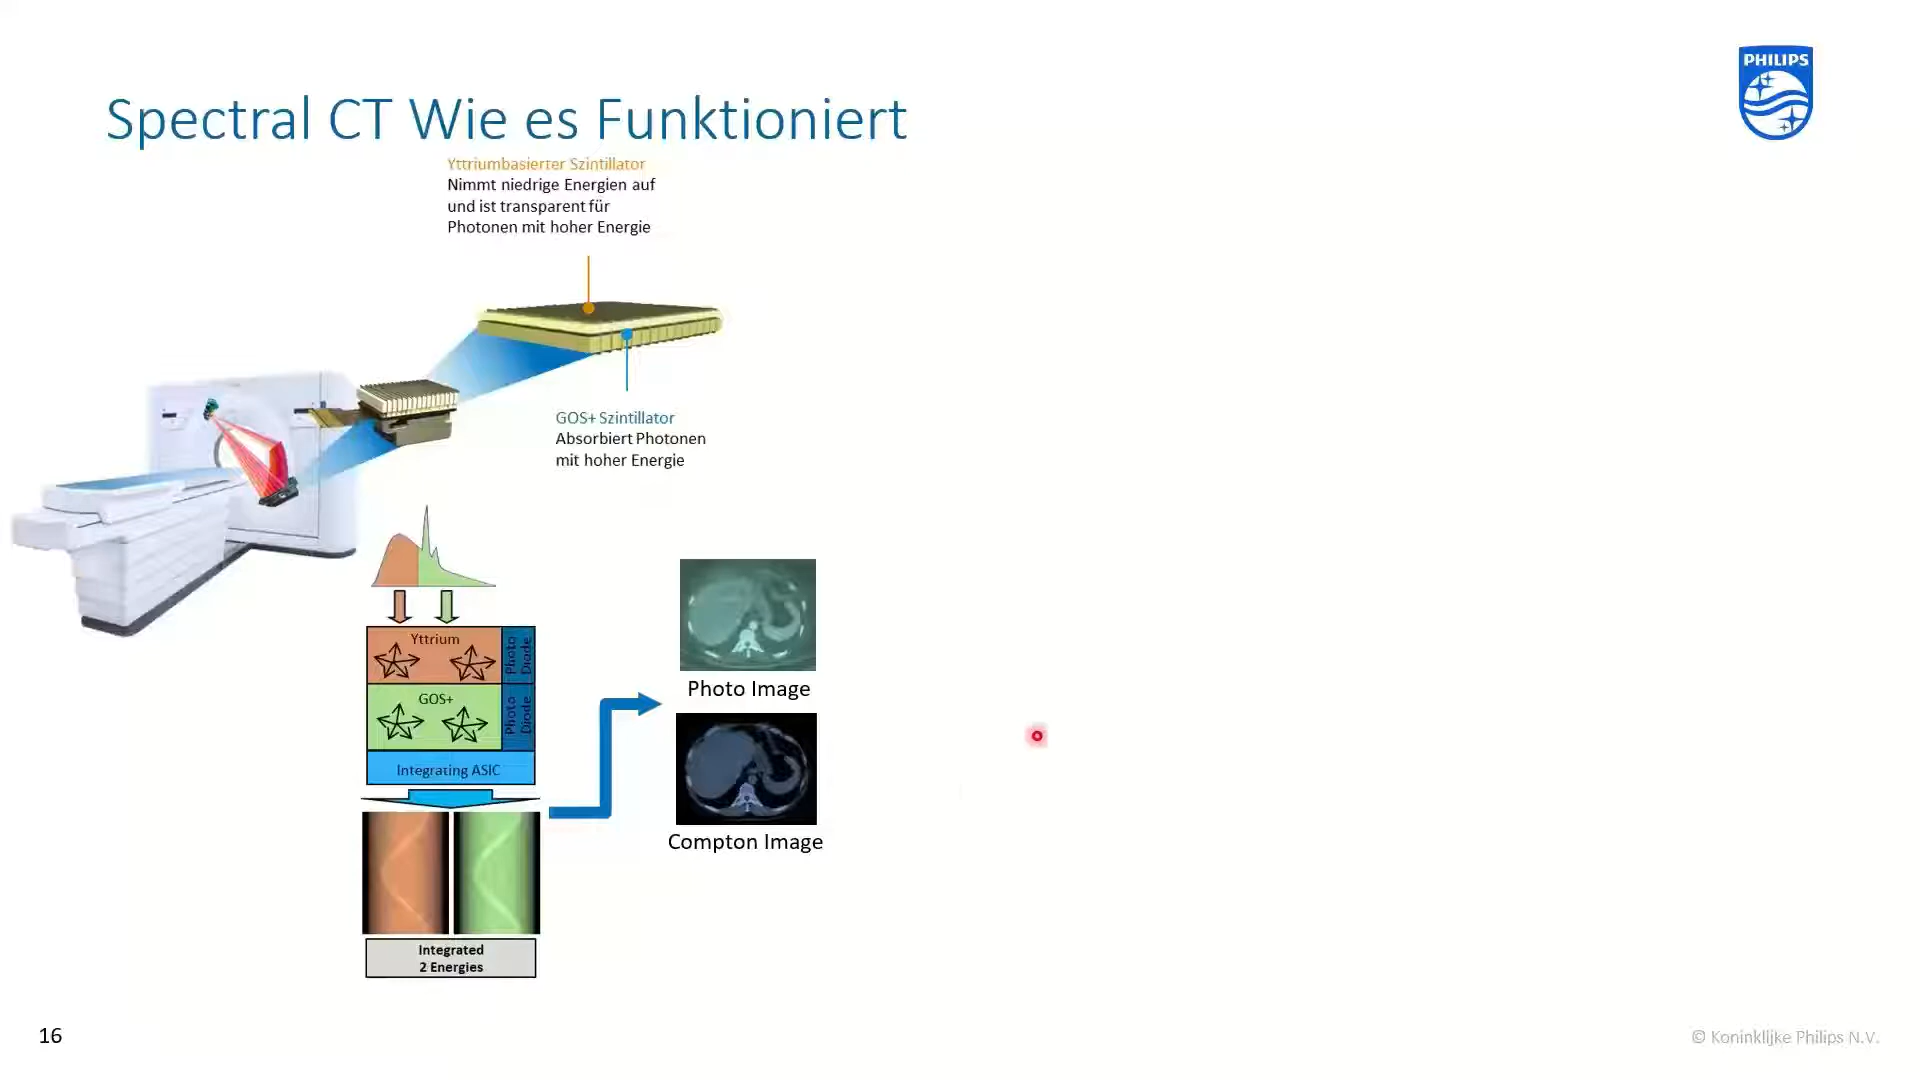 PHILIPS
Spectral CT Wie es Funktioniert
Yttriumbasierter Szintillator
Nimmt niedrige Energien auf
und ist transparent für
Photonen mit hoher Energie
GOS+ Szintillator
Absorbiert Photonen
mit hoher Energie
Yttrium
Photo
Diode
GOS+
Photo
Diode
Integrating ASIC
Integrated
2 Energies
Photo Image
Compton Image
16
© Koninklijke Philips N.V.